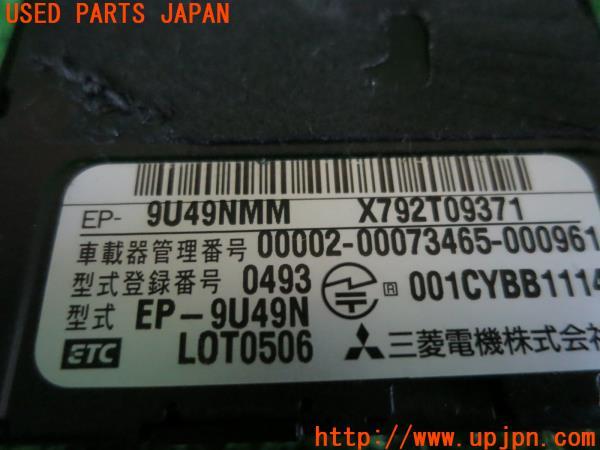 USED PARTS JAPAN
EP- 9U49NMM X792T09371
車載器管理番号 00002-00073465-000961
型式登録番号 0493 R 001CYBB1114
型式 EP-9U49N
ETC LOT0506 三菱電機株式会社
http://www.upjpn.com/